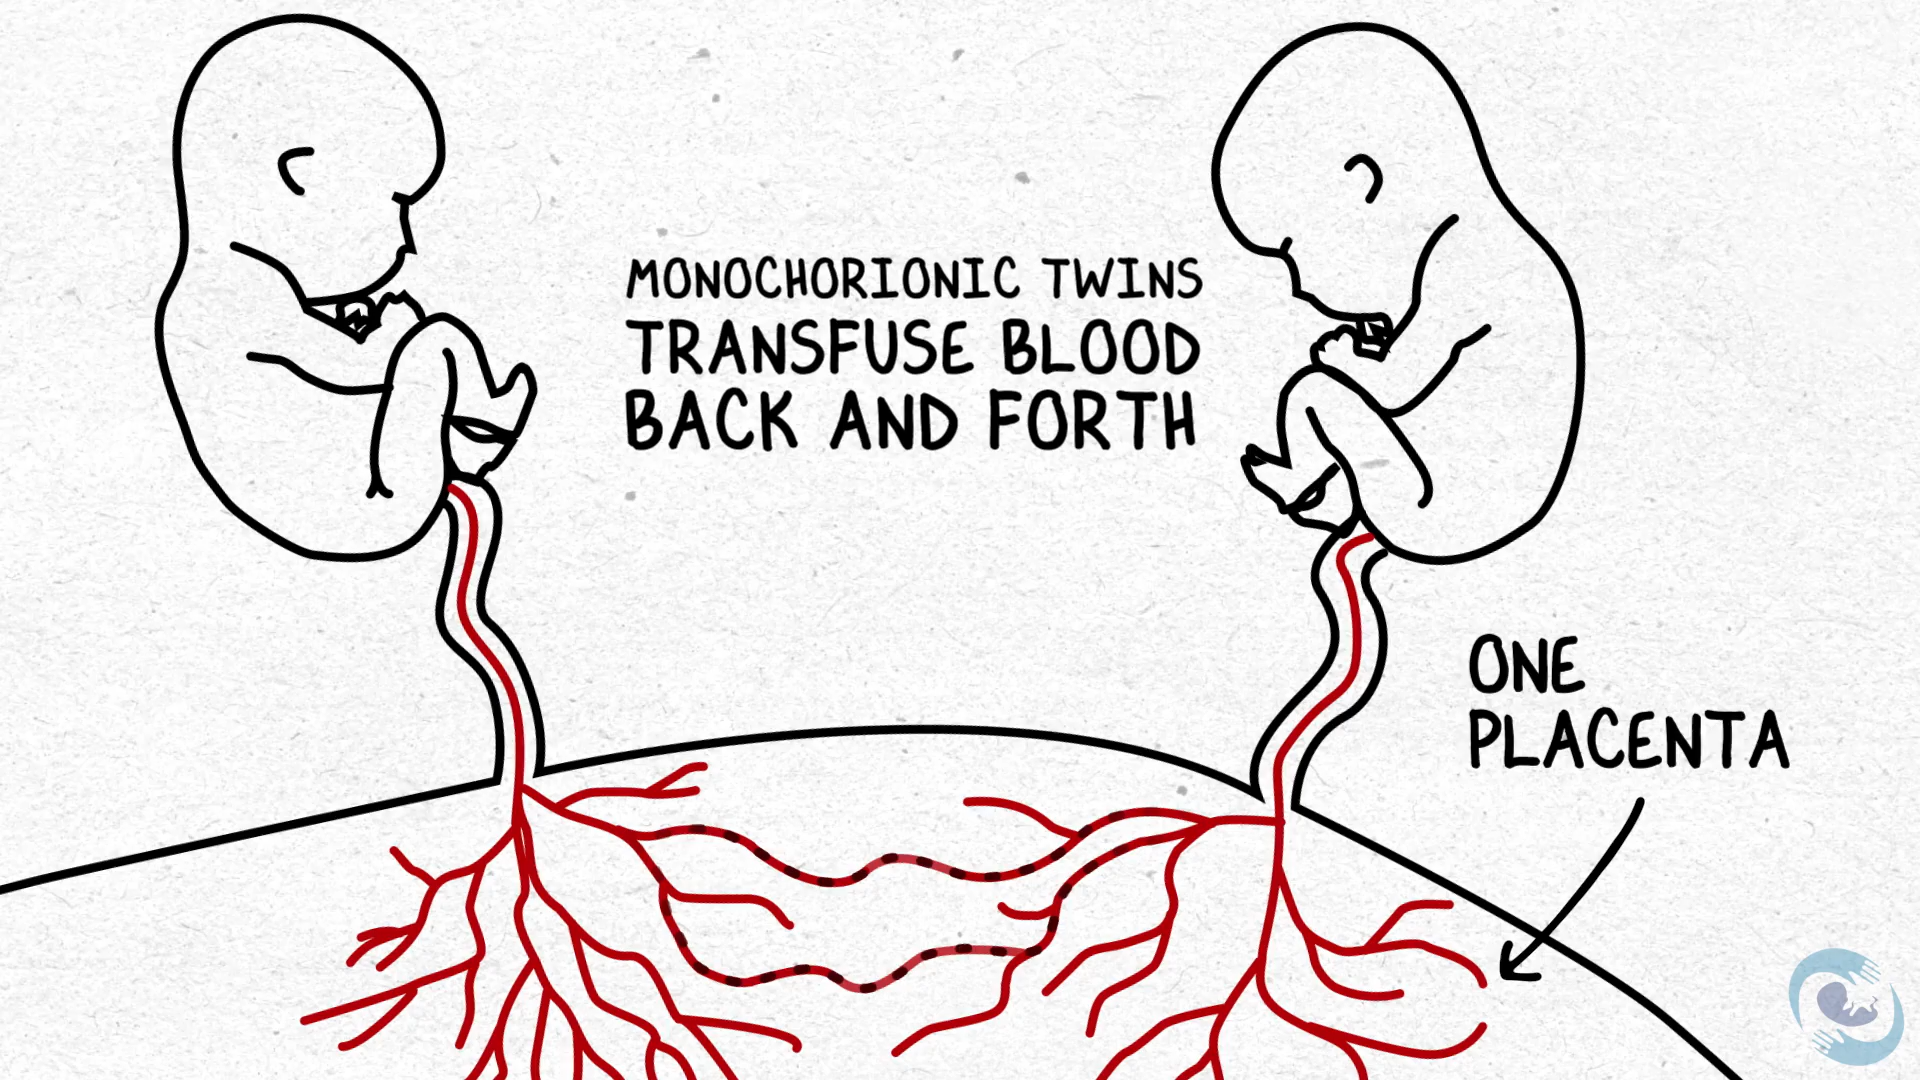 MONOCHORIONIC TWINS
TRANSFUSE BLOOD
BACK AND FORTH
ONE
PLACENTA